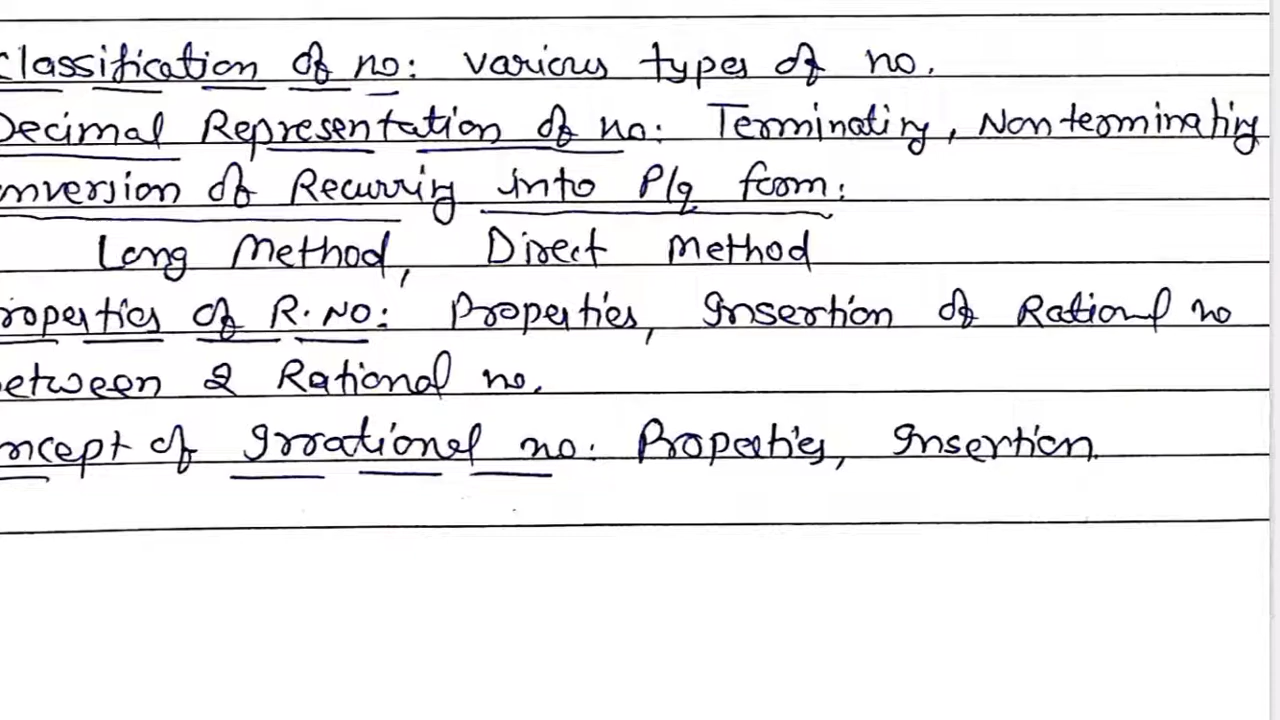 Classification of no: various types of no.
Decimal Representation of no: Terminating, Non terminating
nversion of Recurring into P/q form:
Long Method, Direct Method
roperties of R.NO: Properties, Insertion of Rational no
etween 2 Rational no.
ncept of Irrational no: Properties, Insertion.